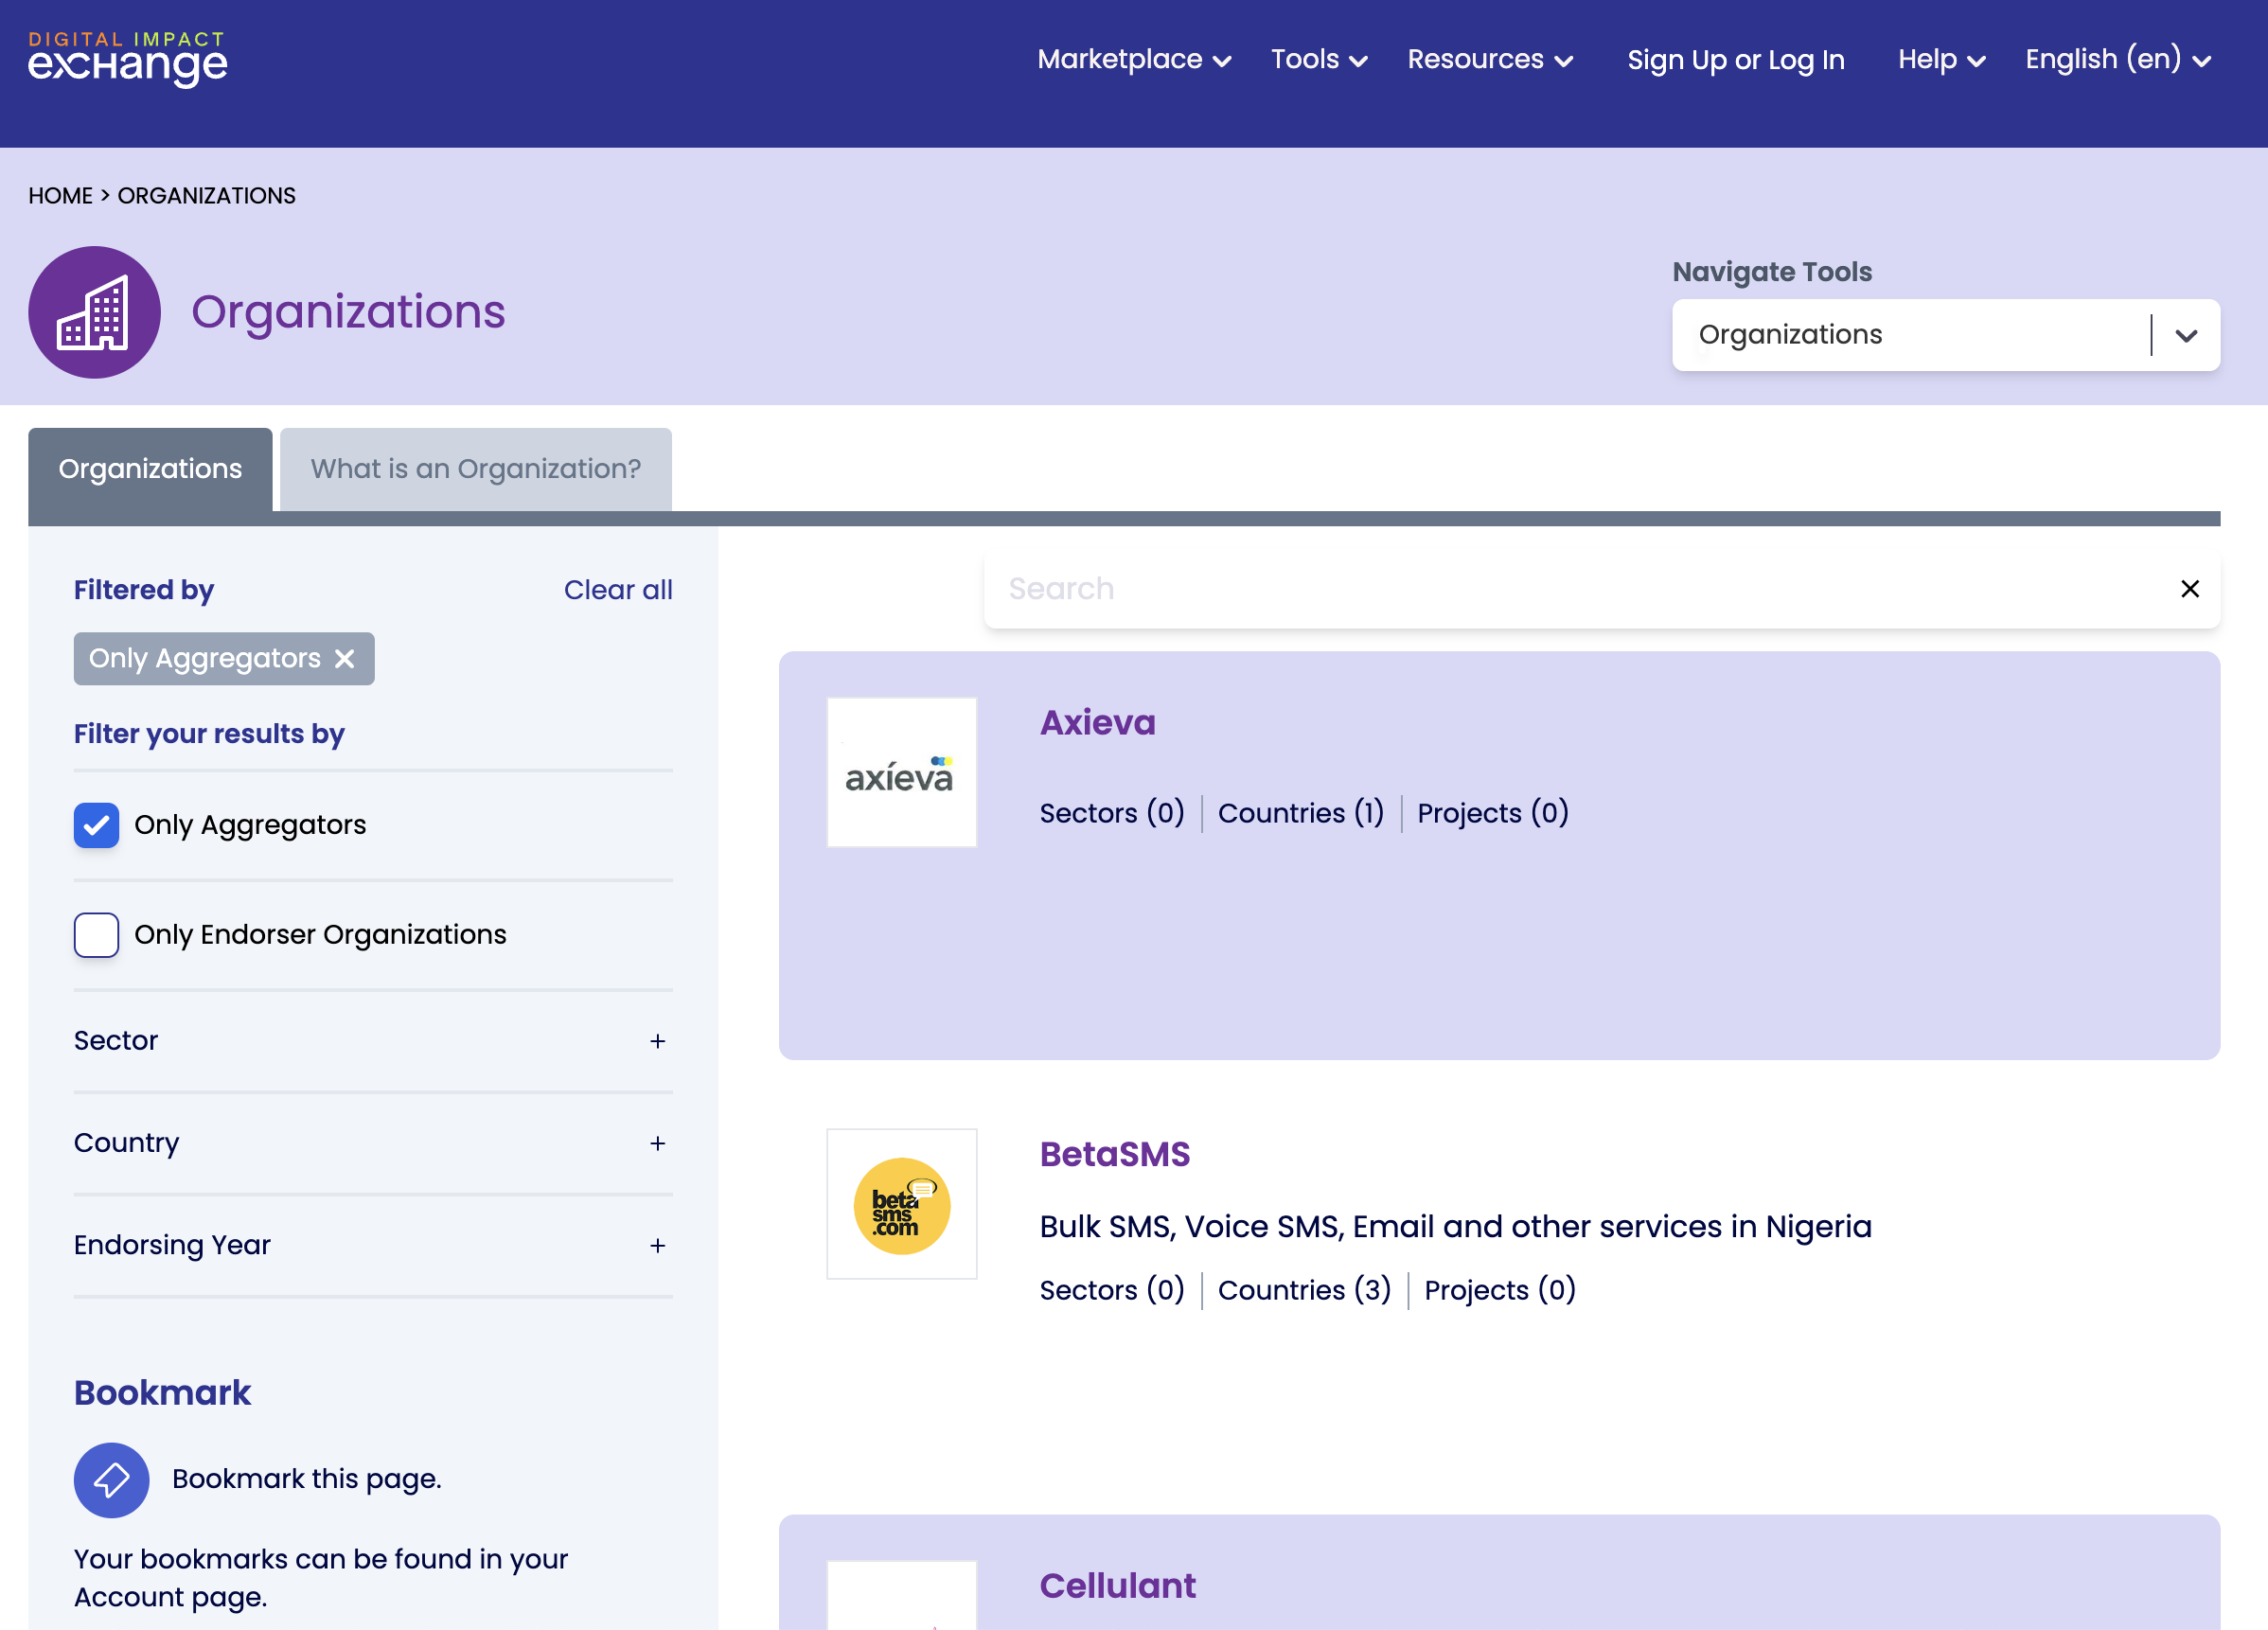 DIGITAL IMPACT
exCHange
Marketplace
Tools
Resources
Sign Up or Log In
Help
English (en)
HOME > ORGANIZATIONS
Organizations
Navigate Tools
Organizations
Organizations
What is an Organization?
Filtered by
Clear all
Only Aggregators
Filter your results by
Only Aggregators
Only Endorser Organizations
Sector +
Country +
Endorsing Year +
Bookmark
Bookmark this page.
Your bookmarks can be found in your
Account page.
Search
axíeva
Axieva
Sectors (0) | Countries (1) | Projects (0)
beta
sms
.com
BetaSMS
Bulk SMS, Voice SMS, Email and other services in Nigeria
Sectors (0) | Countries (3) | Projects (0)
Cellulant